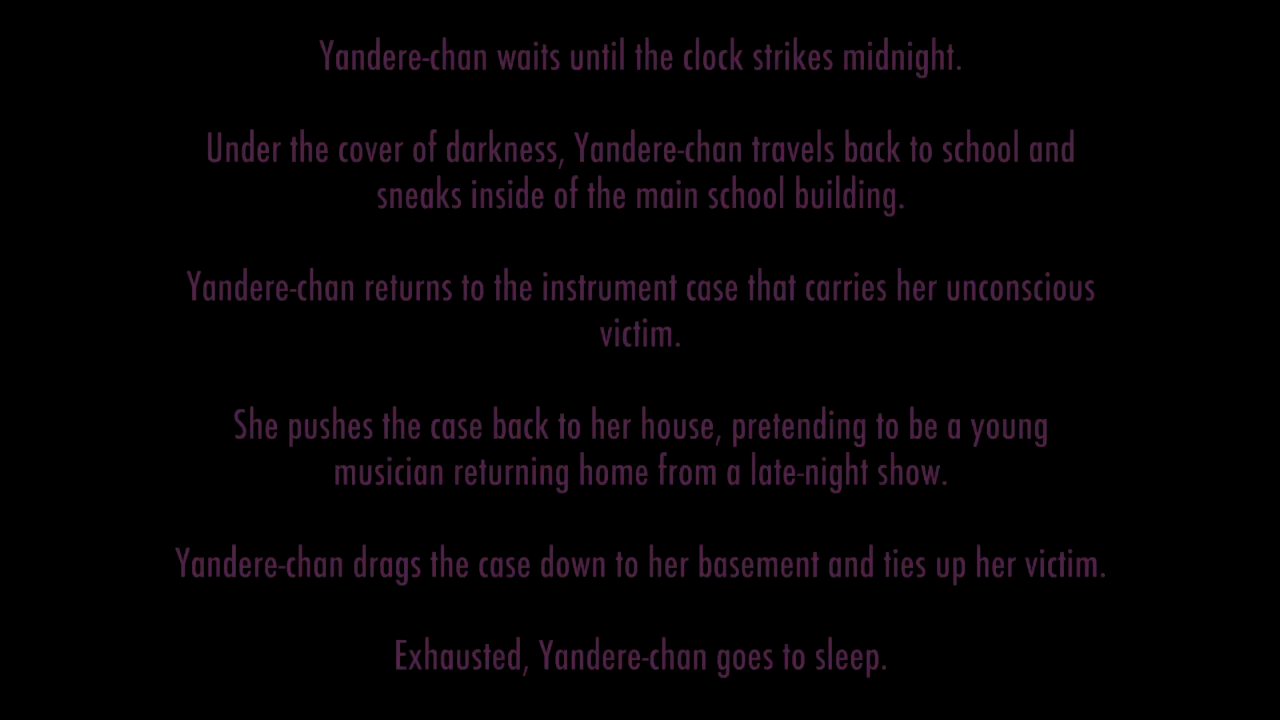 Yandere-chan waits until the clock strikes midnight.
Under the cover of darkness, Yandere-chan travels back to school and
sneaks inside of the main school building.
Yandere-chan returns to the instrument case that carries her unconscious
victim.
She pushes the case back to her house, pretending to be a young
musician returning home from a late-night show.
Yandere-chan drags the case down to her basement and ties up her victim.
Exhausted, Yandere-chan goes to sleep.